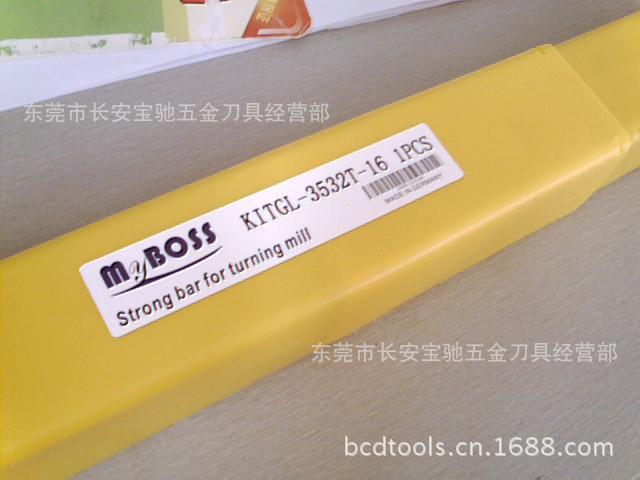 东莞市长安宝驰五金刀具经营部
MyBOSS
KITGL-3532T-16 1PCS
MADE IN GERMANY
Strong bar for turning mill
东莞市长安宝驰五金刀具经营部
bcdtools.cn.1688.com